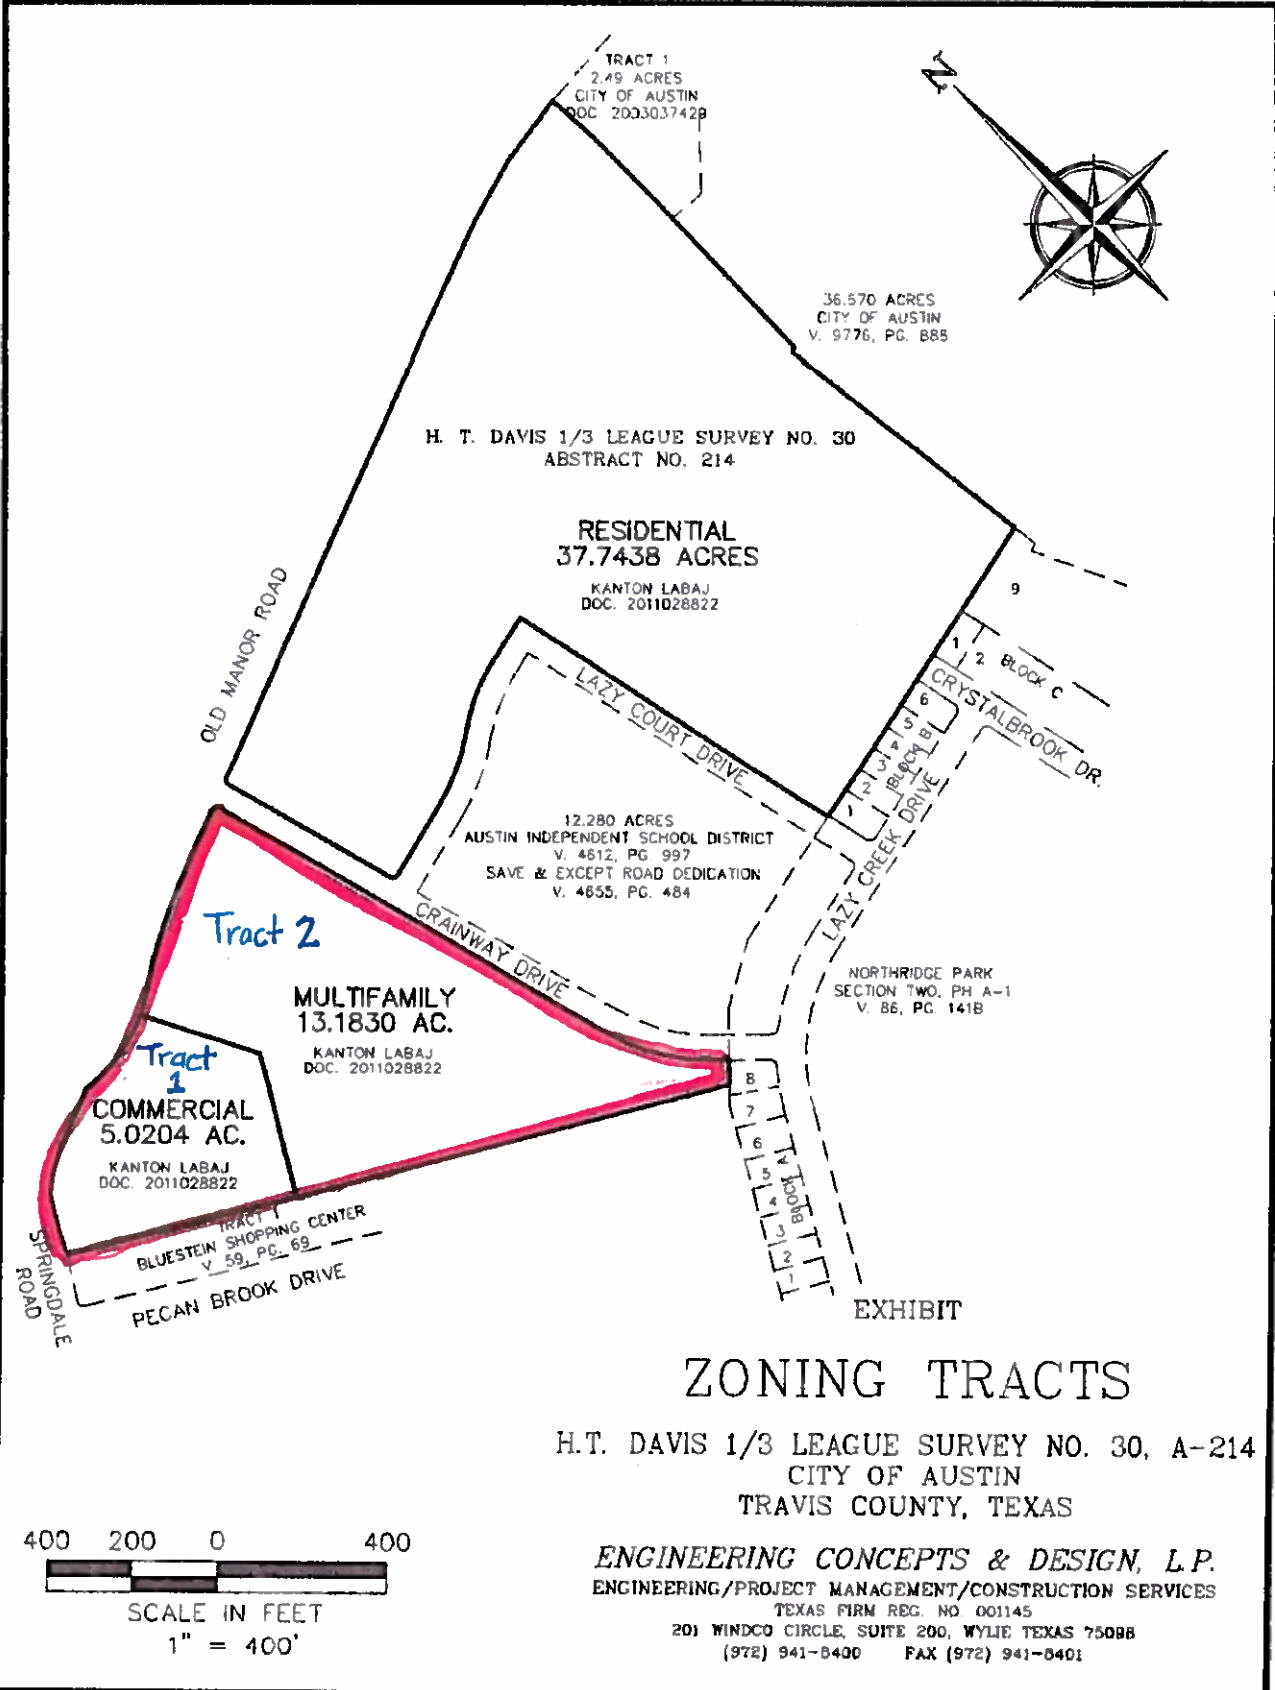 TRACT 1
2.49 ACRES
CITY OF AUSTIN
DOC 2003037429
N
36.570 ACRES
CITY OF AUSTIN
V. 9776, PG. 885
H. T. DAVIS 1/3 LEAGUE SURVEY NO. 30
ABSTRACT NO. 214
RESIDENTIAL
37.7438 ACRES
KANTON LABAJ
DOC. 2011028822
OLD MANOR ROAD
9
1
2
BLOCK C
CRYSTALBROOK DR.
6
5
4
3
2
1
BLOCK B
LAZY COURT DRIVE
LAZY CREEK DRIVE
12.280 ACRES
AUSTIN INDEPENDENT SCHOOL DISTRICT
V. 4612, PG 997
SAVE & EXCEPT ROAD DEDICATION
V. 4655, PG. 484
CRAINWAY DRIVE
Tract 2
MULTIFAMILY
13.1830 AC.
KANTON LABAJ
DOC. 2011028822
NORTHRIDGE PARK
SECTION TWO, PH A-1
V. 86, PG. 141B
Tract
1
COMMERCIAL
5.0204 AC.
KANTON LABAJ
DOC. 2011028822
8
7
6
5
4
3
2
1
BLOCK A
TRACT 1
BLUESTEIN SHOPPING CENTER
V 59, PG. 69
PECAN BROOK DRIVE
SPRINGDALE
ROAD
EXHIBIT
ZONING TRACTS
H.T. DAVIS 1/3 LEAGUE SURVEY NO. 30, A-214
CITY OF AUSTIN
TRAVIS COUNTY, TEXAS
400 200 0 400
SCALE IN FEET
1" = 400'
ENGINEERING CONCEPTS & DESIGN, L.P.
ENGINEERING/PROJECT MANAGEMENT/CONSTRUCTION SERVICES
TEXAS FIRM REG. NO. 001145
201 WINDCO CIRCLE, SUITE 200, WYLIE TEXAS 75098
(972) 941-8400 FAX (972) 941-8401